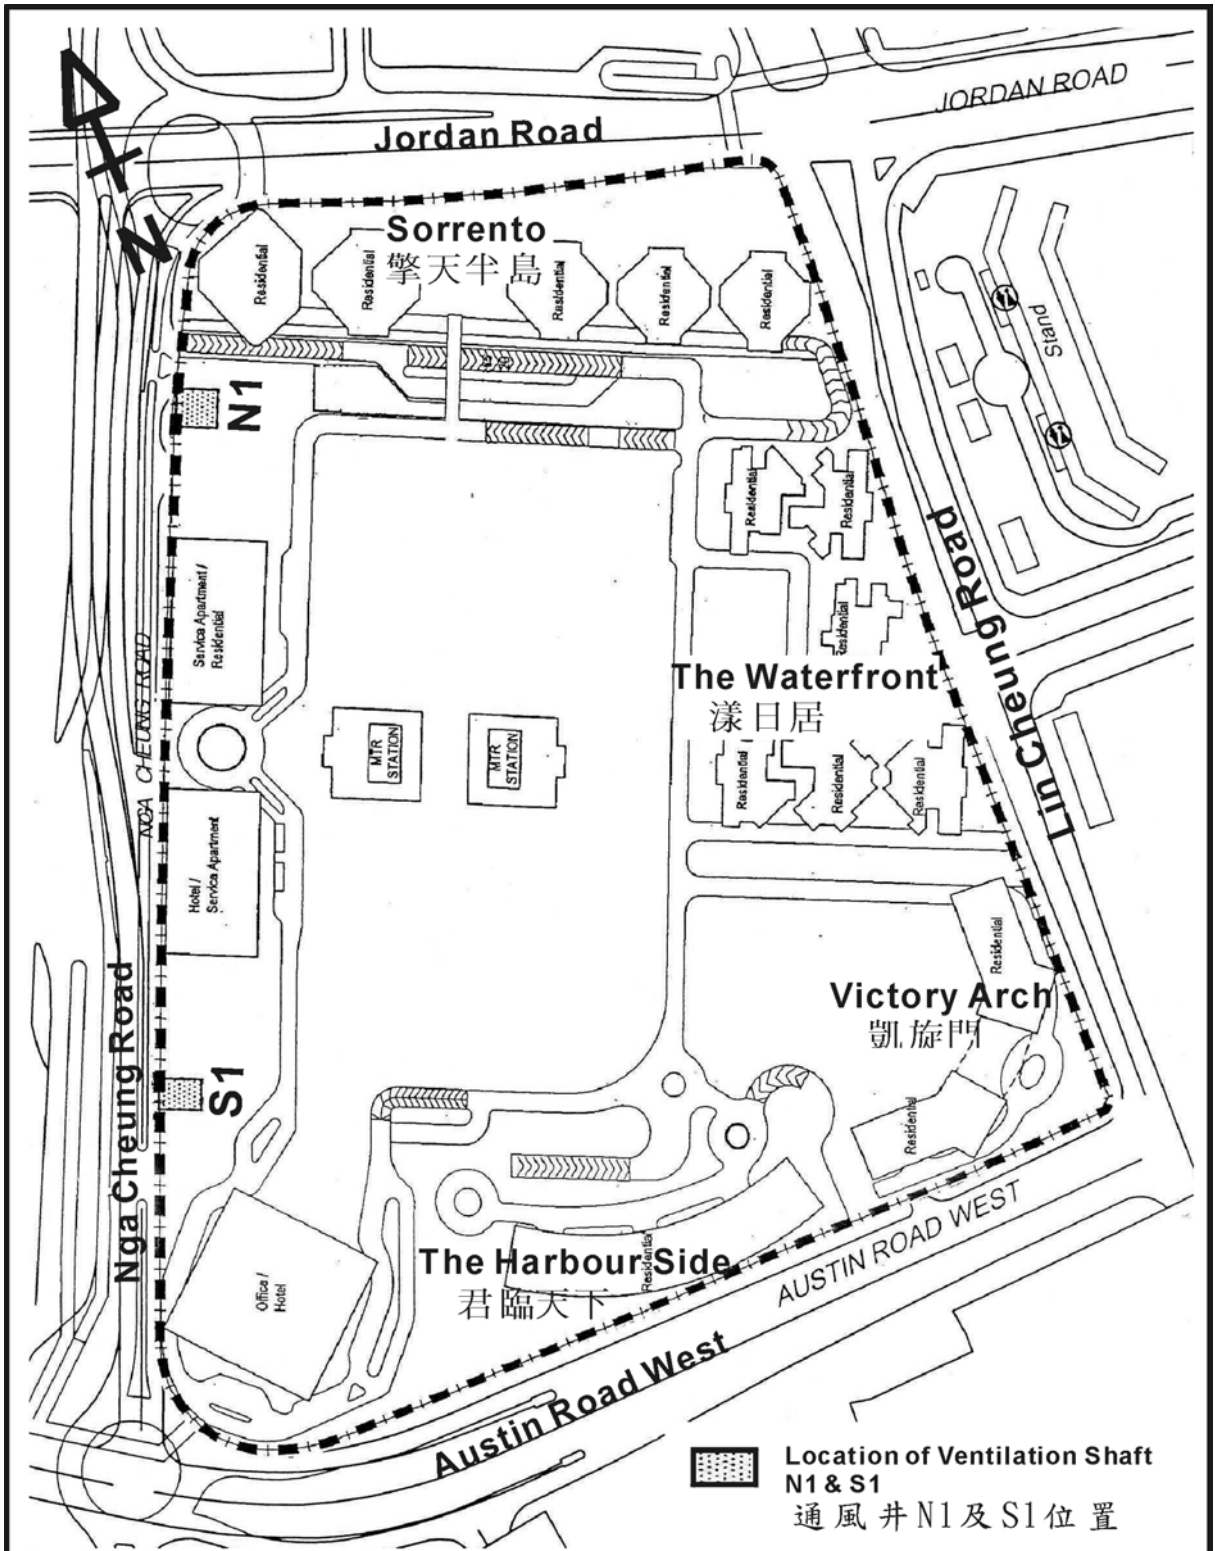 JORDAN ROAD
Jordan Road
N
Sorrento
擎天半島
Residential
Residential
Residential
Residential
Residential
Stand
N1
Residential
Residential
Lin Cheung Road
Service Apartment /
Residential
Residential
The Waterfront
漾日居
NGA CHEUNG ROAD
MTR
STATION
MTR
STATION
Residential
Residential
Residential
Hotel /
Service Apartment
Residential
Victory Arch
凱旋門
Nga Cheung Road
S1
Residential
AUSTIN ROAD WEST
The Harbour Side
君臨天下
Residential
Office /
Hotel
Austin Road West
Location of Ventilation Shaft
N1 & S1
通風井N1及S1位置